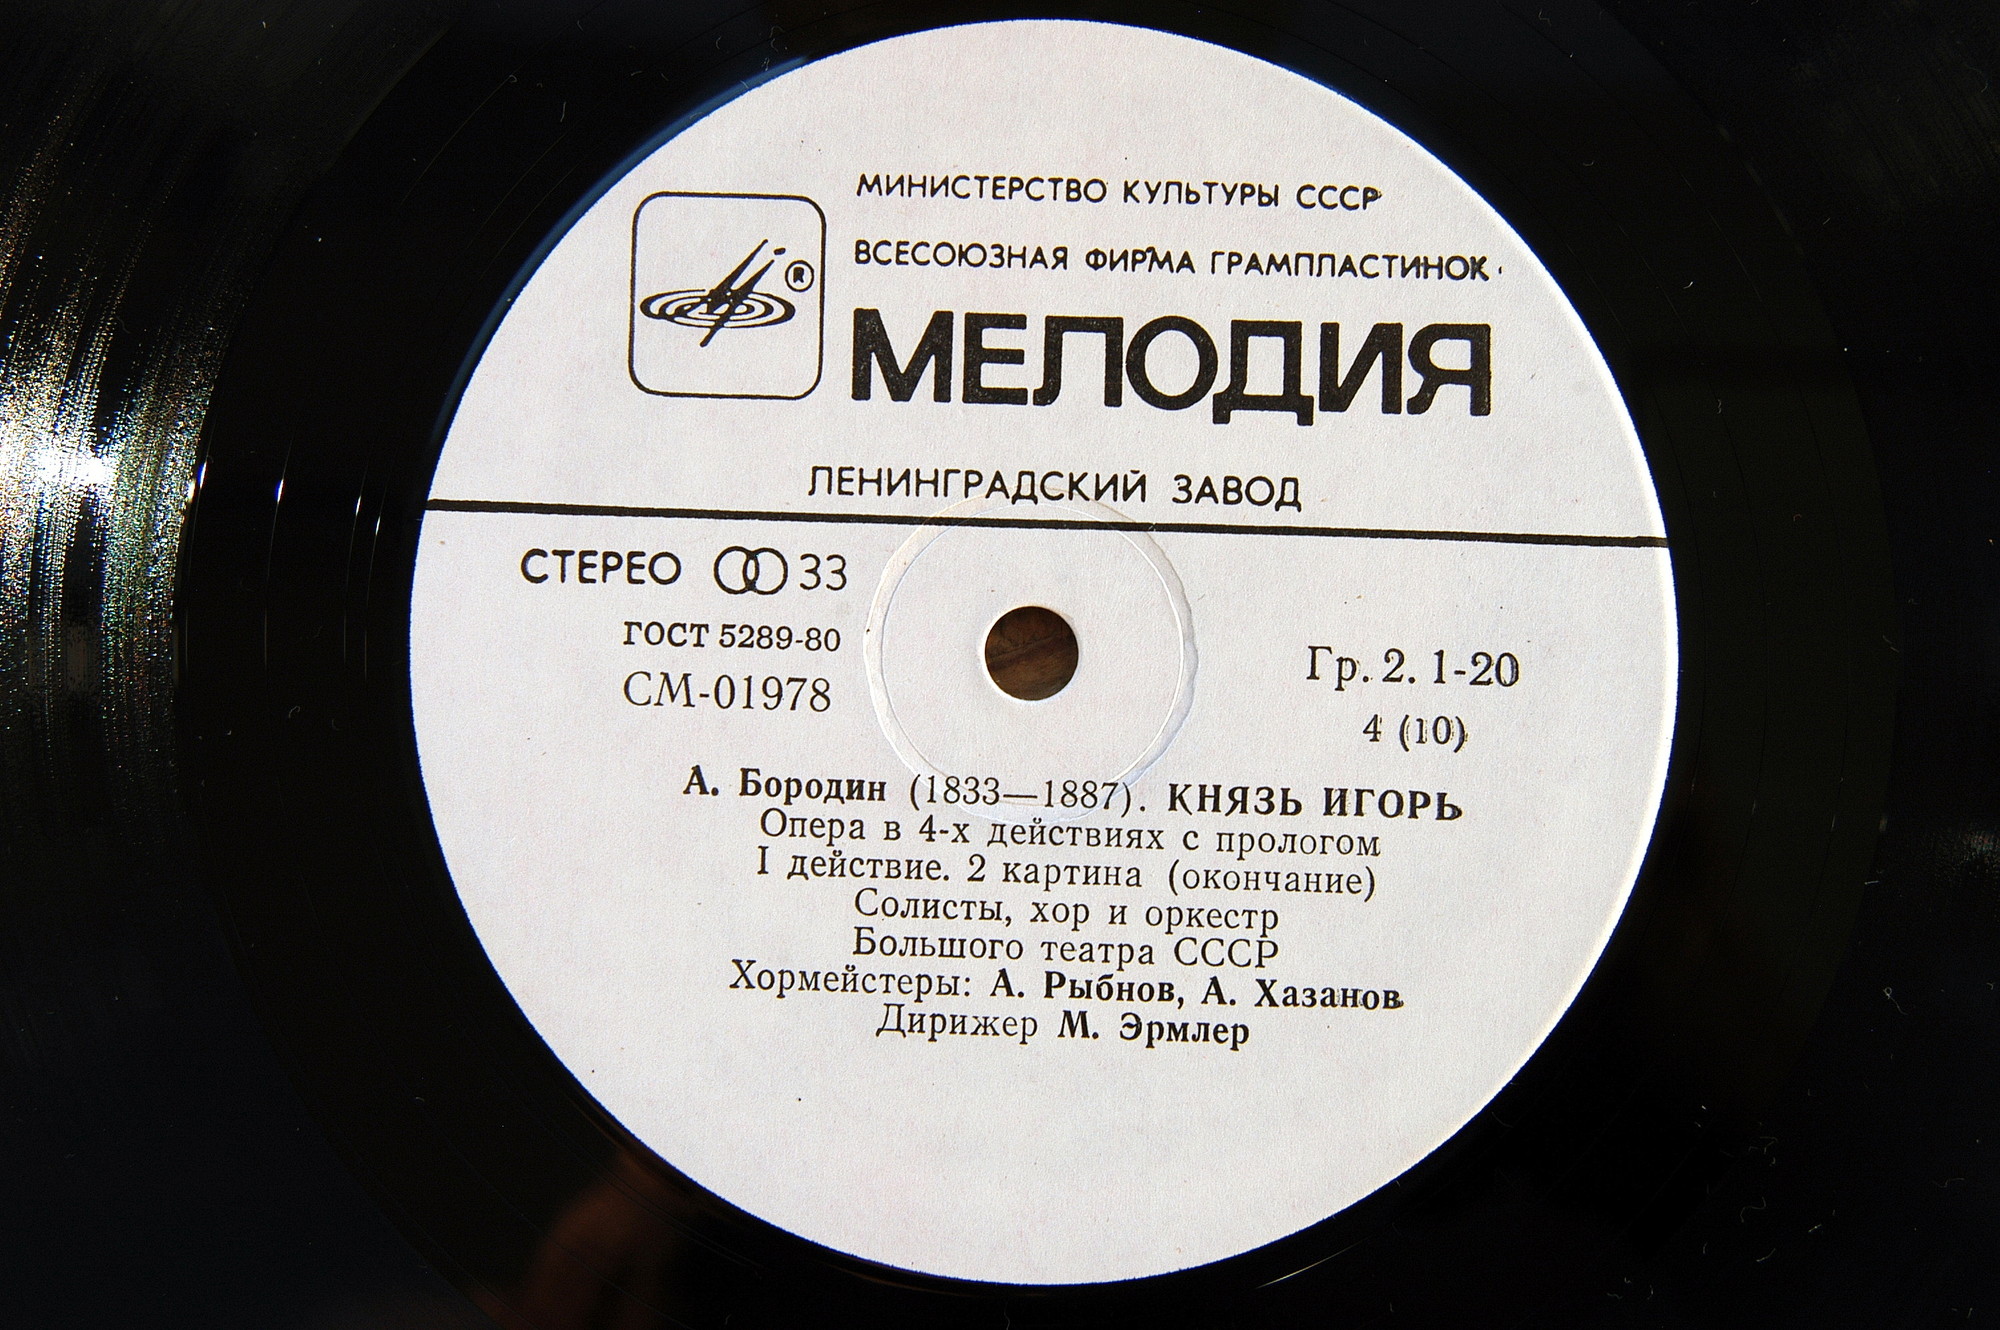 МИНИСТЕРСТВО КУЛЬТУРЫ СССР
ВСЕСОЮЗНАЯ ФИРМА ГРАМПЛАСТИНОК
®
МЕЛОДИЯ
ЛЕНИНГРАДСКИЙ ЗАВОД
СТЕРЕО 33
ГОСТ 5289-80
СМ-01978
Гр. 2. 1-20
4 (10)
А. Бородин (1833—1887). КНЯЗЬ ИГОРЬ
Опера в 4-х действиях с прологом
I действие. 2 картина (окончание)
Солисты, хор и оркестр
Большого театра СССР
Хормейстеры: А. Рыбнов, А. Хазанов
Дирижер М. Эрмлер